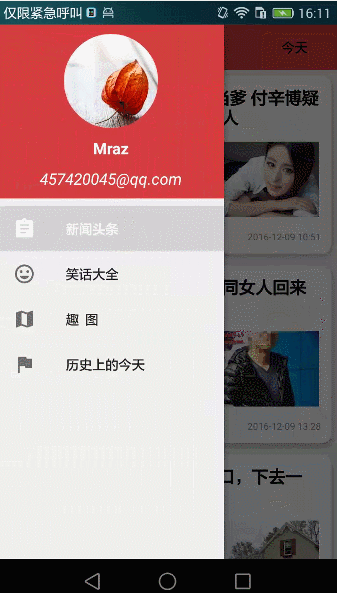 仅限紧急呼叫 16:11
今天
Mraz
457420045@qq.com
新闻头条
笑话大全
趣 图
历史上的今天
当爹 付辛博疑
人
2016-12-09 10:51
同女人回来
2016-12-09 13:28
口，下去一